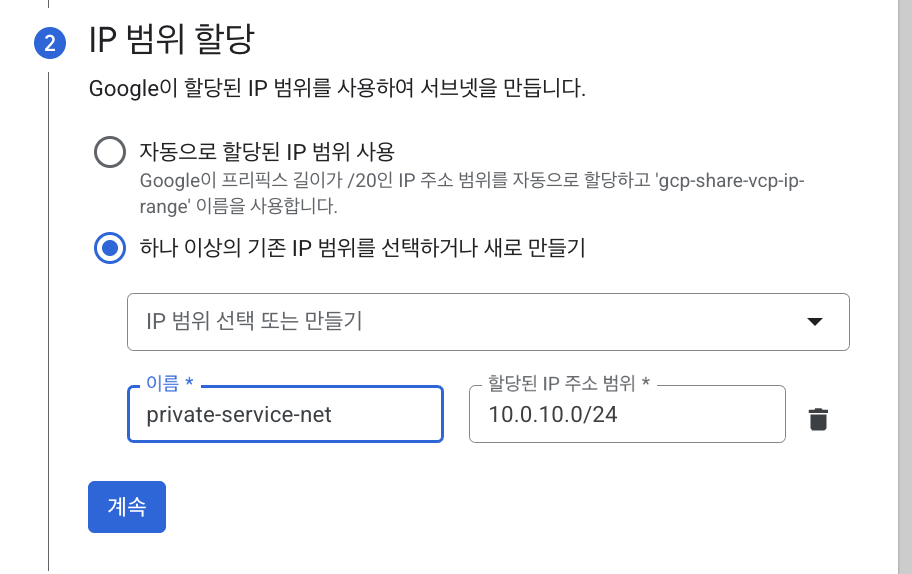 2
IP 범위 할당
Google이 할당된 IP 범위를 사용하여 서브넷을 만듭니다.
자동으로 할당된 IP 범위 사용
Google이 프리픽스 길이가 /20인 IP 주소 범위를 자동으로 할당하고 'gcp-share-vcp-ip-
range' 이름을 사용합니다.
하나 이상의 기존 IP 범위를 선택하거나 새로 만들기
IP 범위 선택 또는 만들기
이름 *
private-service-net
할당된 IP 주소 범위 *
10.0.10.0/24
계속